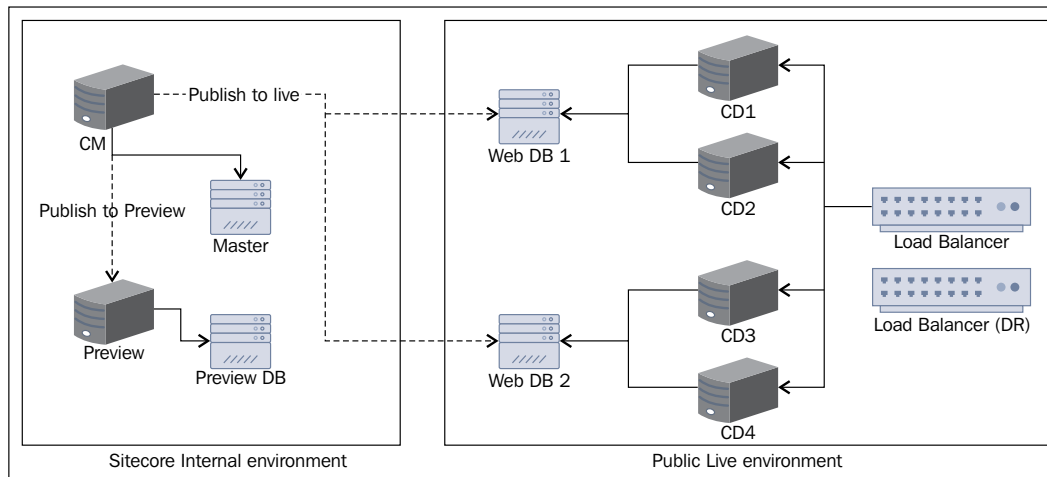 Publish to live
CM
Publish to Preview
Master
Preview
Preview DB
Sitecore Internal environment
Web DB 1
Web DB 2
CD1
CD2
CD3
CD4
Load Balancer
Load Balancer (DR)
Public Live environment